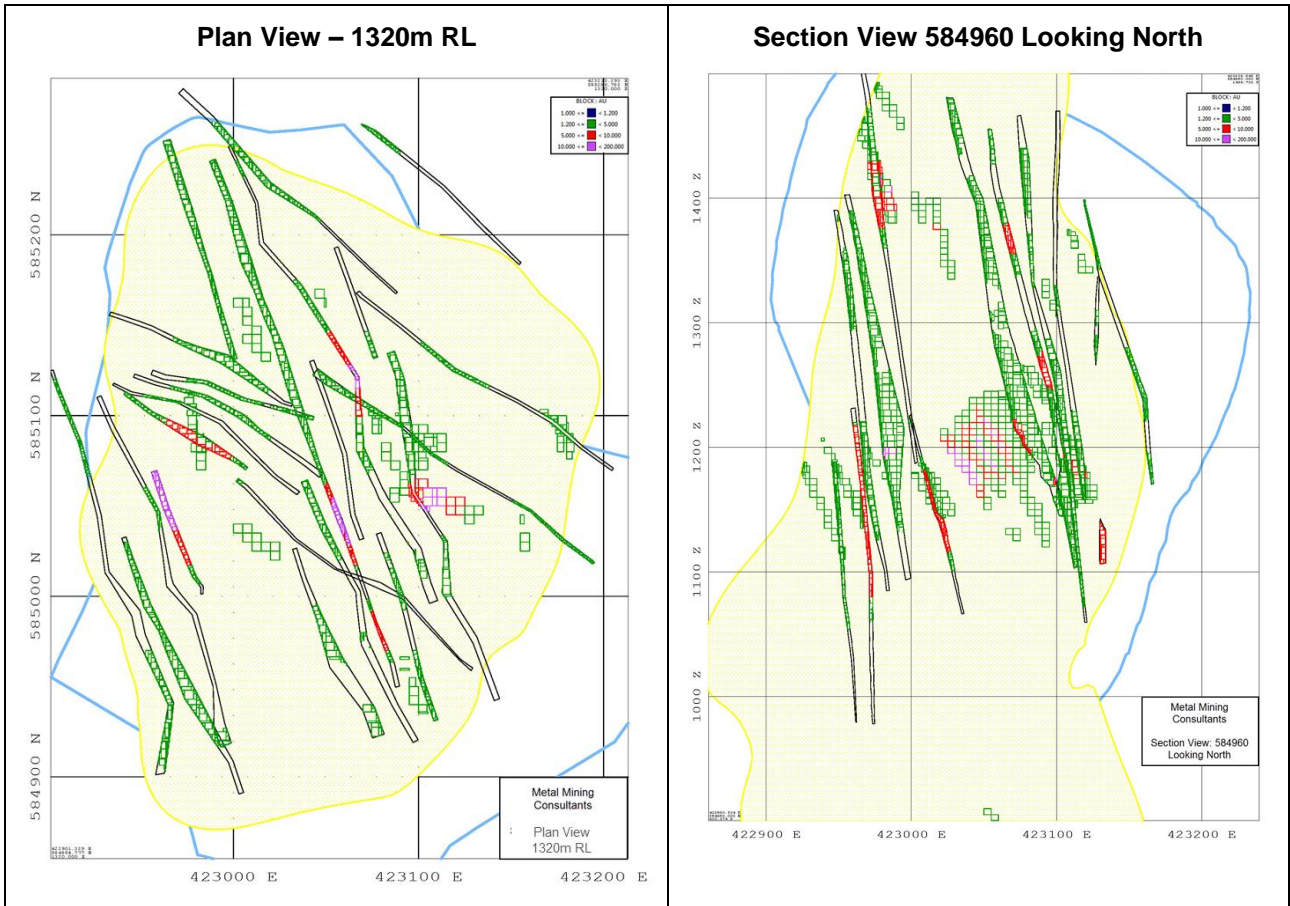 Plan View – 1320m RL
BLOCK: AU
1.000 <= < 1.200
1.200 <= < 5.000
5.000 <= < 10.000
10.000 <= < 200.000
585200 N
585100 N
585000 N
584900 N
423000 E
423100 E
423200 E
1320.000 Z
Metal Mining
Consultants
Plan View
1320m RL
Section View 584960 Looking North
BLOCK: AU
1.000 <= < 1.200
1.200 <= < 5.000
5.000 <= < 10.000
10.000 <= < 200.000
1400 Z
1300 Z
1200 Z
1100 Z
1000 Z
422900 E
423000 E
423100 E
423200 E
Metal Mining
Consultants
Section View: 584960
Looking North